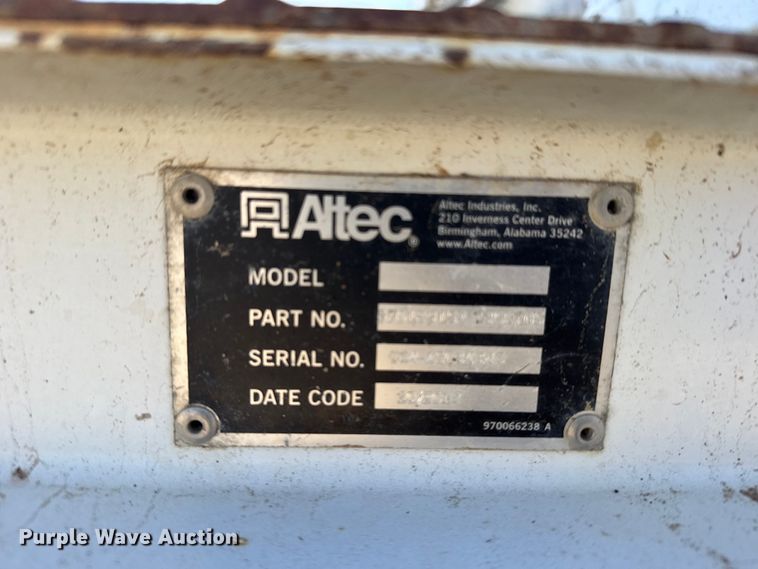 Altec®
Altec Industries, Inc.
210 Inverness Center Drive
Birmingham, Alabama 35242
www.Altec.com
MODEL
PART NO.
SERIAL NO.
DATE CODE
970066238 A
Purple Wave Auction